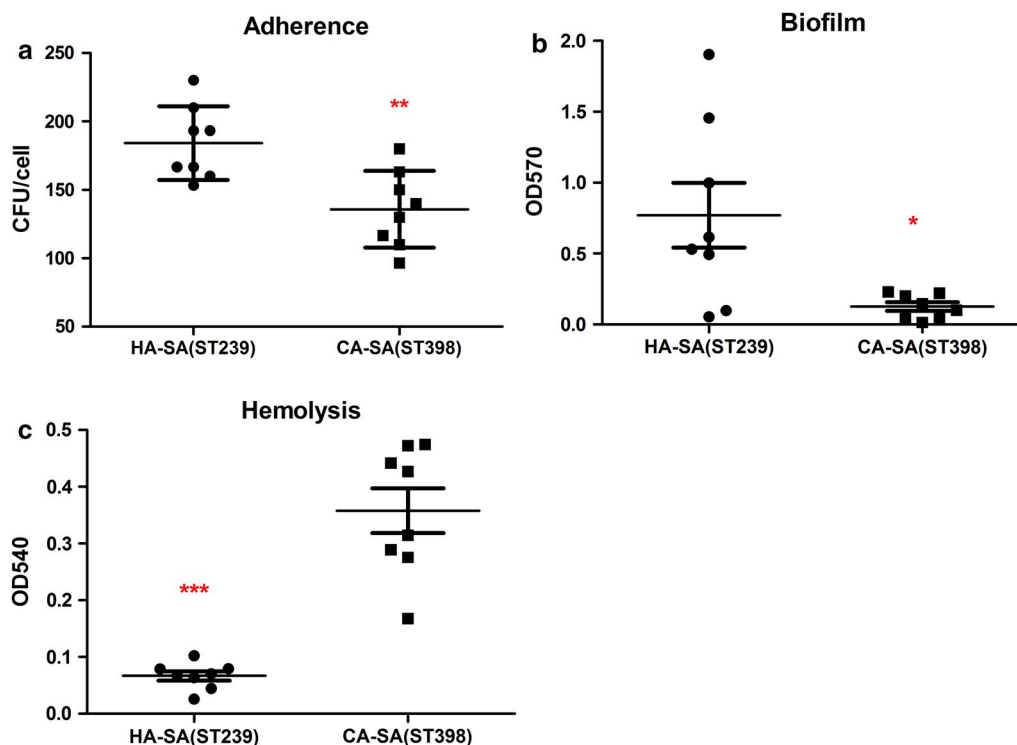 a
Adherence
250
200
150
100
50
CFU/cell
**
HA-SA(ST239)
CA-SA(ST398)
b
Biofilm
2.0
1.5
1.0
0.5
0.0
OD570
*
HA-SA(ST239)
CA-SA(ST398)
c
Hemolysis
0.5
0.4
0.3
0.2
0.1
0.0
OD540
***
HA-SA(ST239)
CA-SA(ST398)